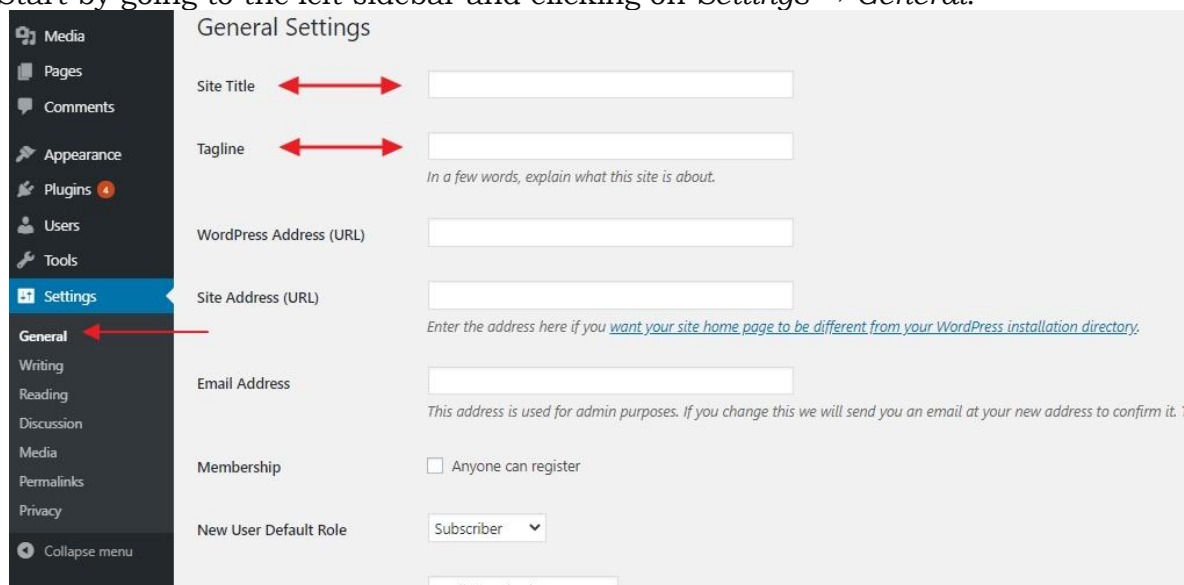 Start by going to the left sidebar and clicking on Settings → General.
Media
Pages
Comments
Appearance
Plugins 4
Users
Tools
Settings
General
Writing
Reading
Discussion
Media
Permalinks
Privacy
Collapse menu
General Settings
Site Title
Tagline
In a few words, explain what this site is about.
WordPress Address (URL)
Site Address (URL)
Enter the address here if you want your site home page to be different from your WordPress installation directory.
Email Address
This address is used for admin purposes. If you change this we will send you an email at your new address to confirm it.
Membership
Anyone can register
New User Default Role
Subscriber